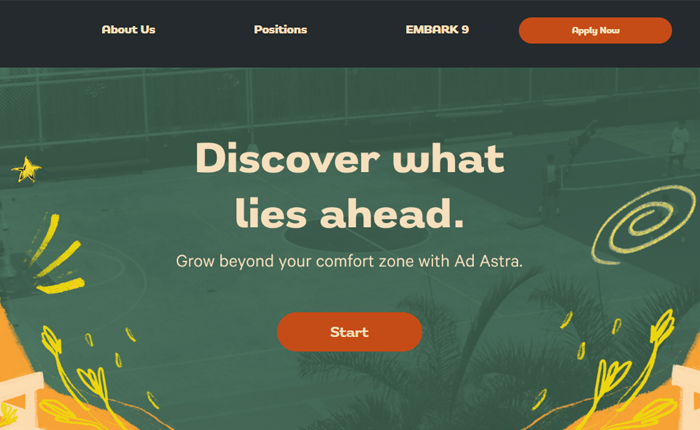 About Us
Positions
EMBARK 9
Apply Now
Discover what
lies ahead.
Grow beyond your comfort zone with Ad Astra.
Start